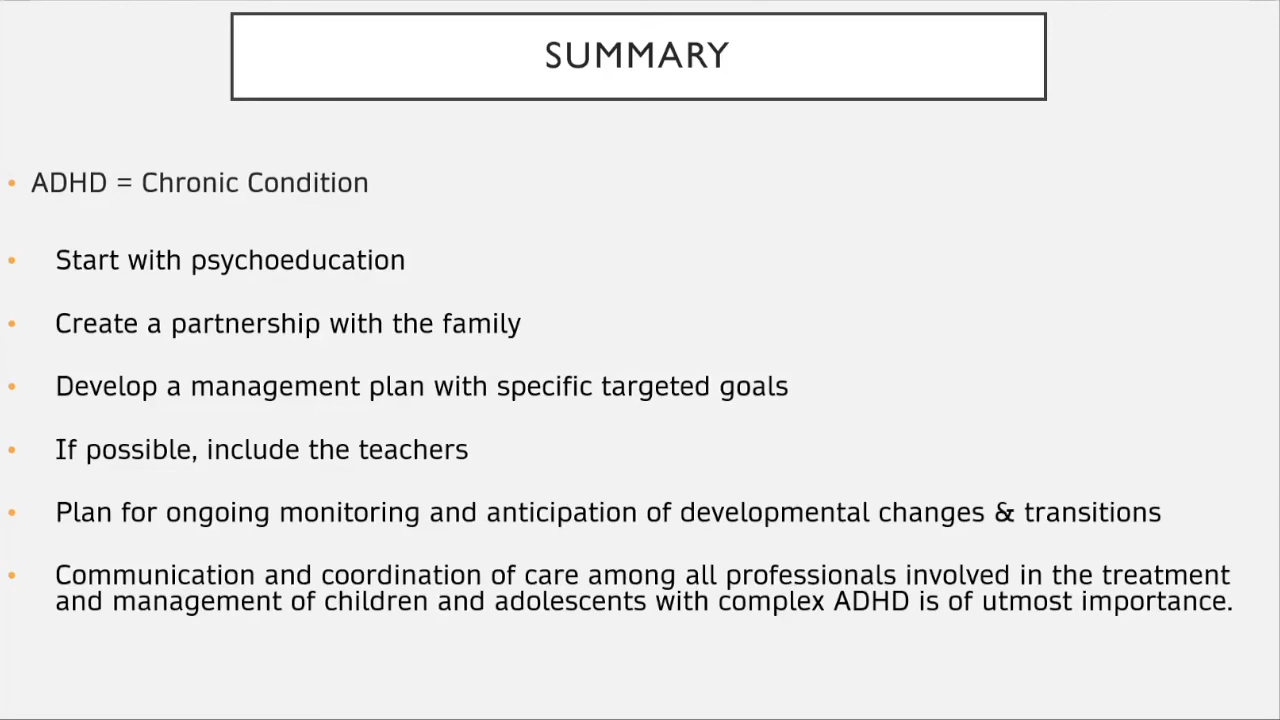 SUMMARY
• ADHD = Chronic Condition
• Start with psychoeducation
• Create a partnership with the family
• Develop a management plan with specific targeted goals
• If possible, include the teachers
• Plan for ongoing monitoring and anticipation of developmental changes & transitions
• Communication and coordination of care among all professionals involved in the treatment
and management of children and adolescents with complex ADHD is of utmost importance.